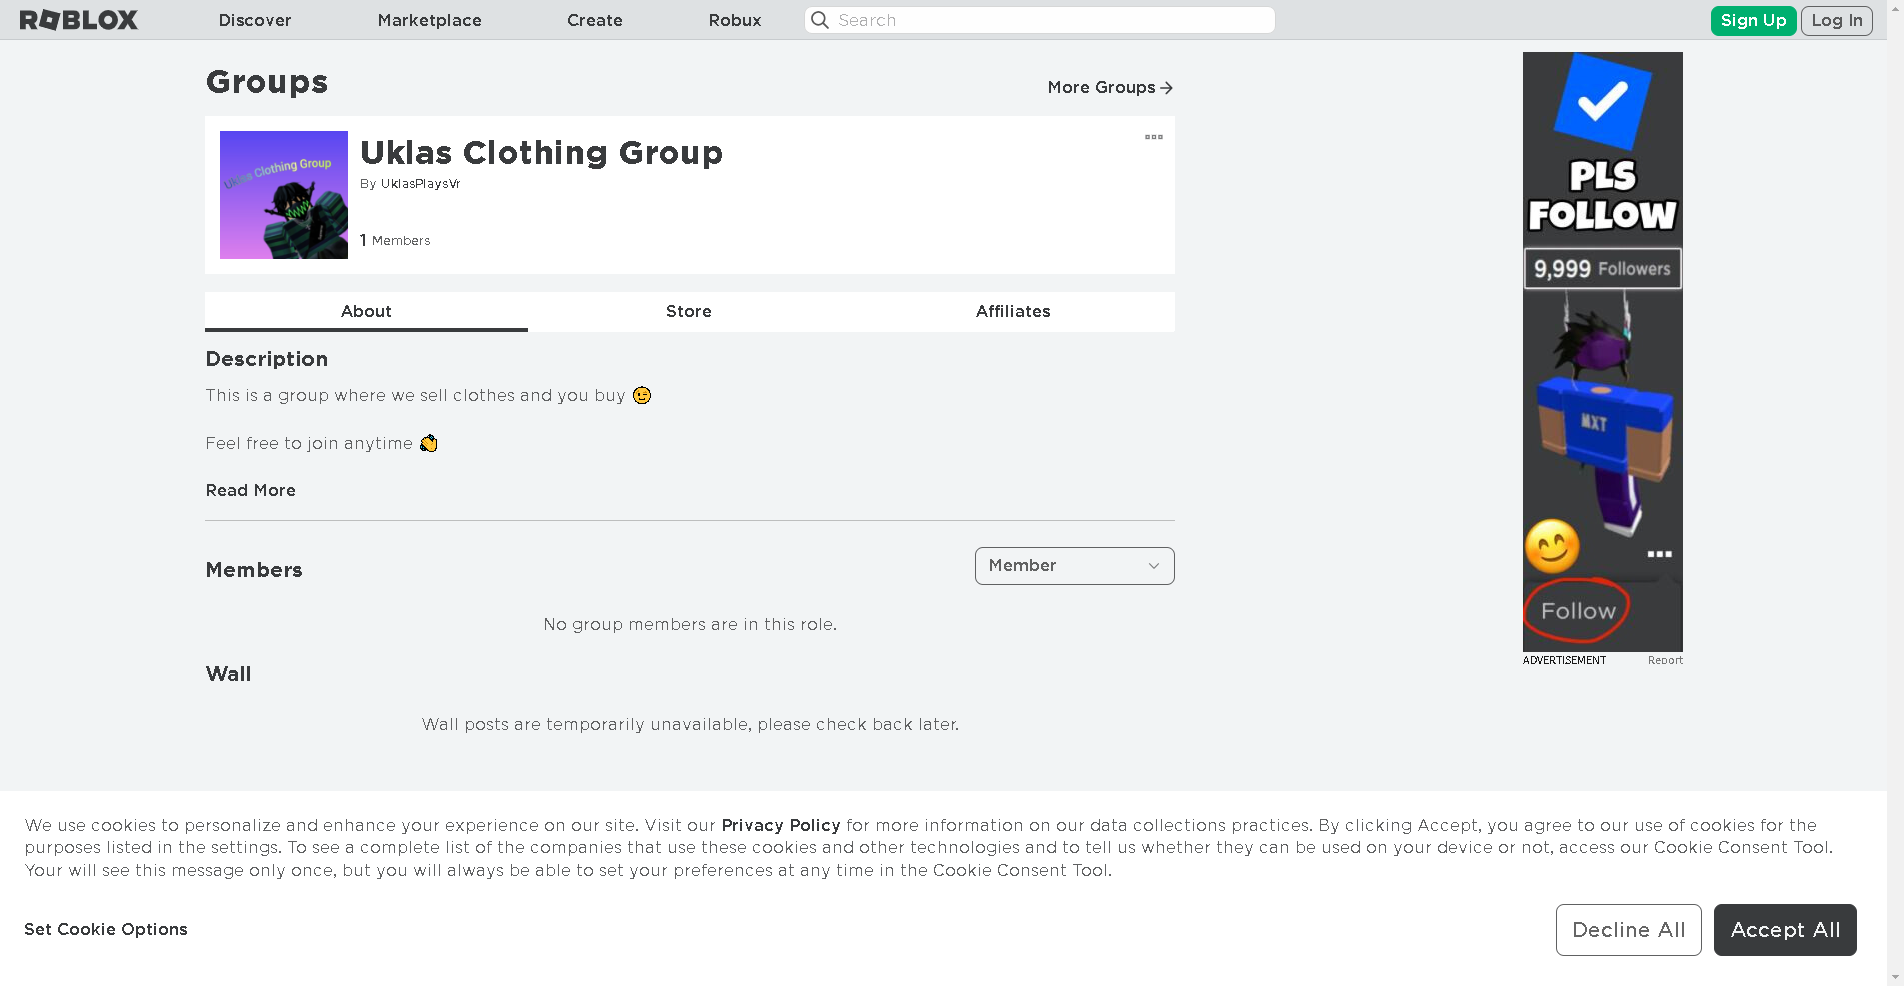 ROBLOX
Discover
Marketplace
Create
Robux
Search
Sign Up
Log In
Groups
More Groups
Uklas Clothing Group
Uklas Clothing Group
By UklasPlaysVr
1 Members
About
Store
Affiliates
Description
This is a group where we sell clothes and you buy 😉
Feel free to join anytime 👋
Read More
Members
Member
No group members are in this role.
Wall
Wall posts are temporarily unavailable, please check back later.
PLS
FOLLOW
9,999 Followers
MXT
Follow
ADVERTISEMENT
Report
We use cookies to personalize and enhance your experience on our site. Visit our Privacy Policy for more information on our data collections practices. By clicking Accept, you agree to our use of cookies for the
purposes listed in the settings. To see a complete list of the companies that use these cookies and other technologies and to tell us whether they can be used on your device or not, access our Cookie Consent Tool.
Your will see this message only once, but you will always be able to set your preferences at any time in the Cookie Consent Tool.
Set Cookie Options
Decline All
Accept All